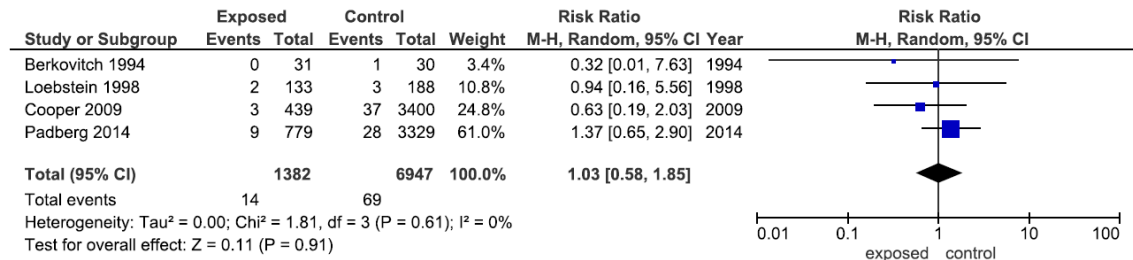 Exposed Control Risk Ratio Risk Ratio
Study or Subgroup Events Total Events Total Weight M-H, Random, 95% CI Year M-H, Random, 95% CI
Berkovitch 1994 0 31 1 30 3.4% 0.32 [0.01, 7.63] 1994
Loebstein 1998 2 133 3 188 10.8% 0.94 [0.16, 5.56] 1998
Cooper 2009 3 439 37 3400 24.8% 0.63 [0.19, 2.03] 2009
Padberg 2014 9 779 28 3329 61.0% 1.37 [0.65, 2.90] 2014
Total (95% CI) 1382 6947 100.0% 1.03 [0.58, 1.85]
Total events 14 69
Heterogeneity: Tau² = 0.00; Chi² = 1.81, df = 3 (P = 0.61); I² = 0%
Test for overall effect: Z = 0.11 (P = 0.91)
0.01 0.1 1 10 100
exposed control